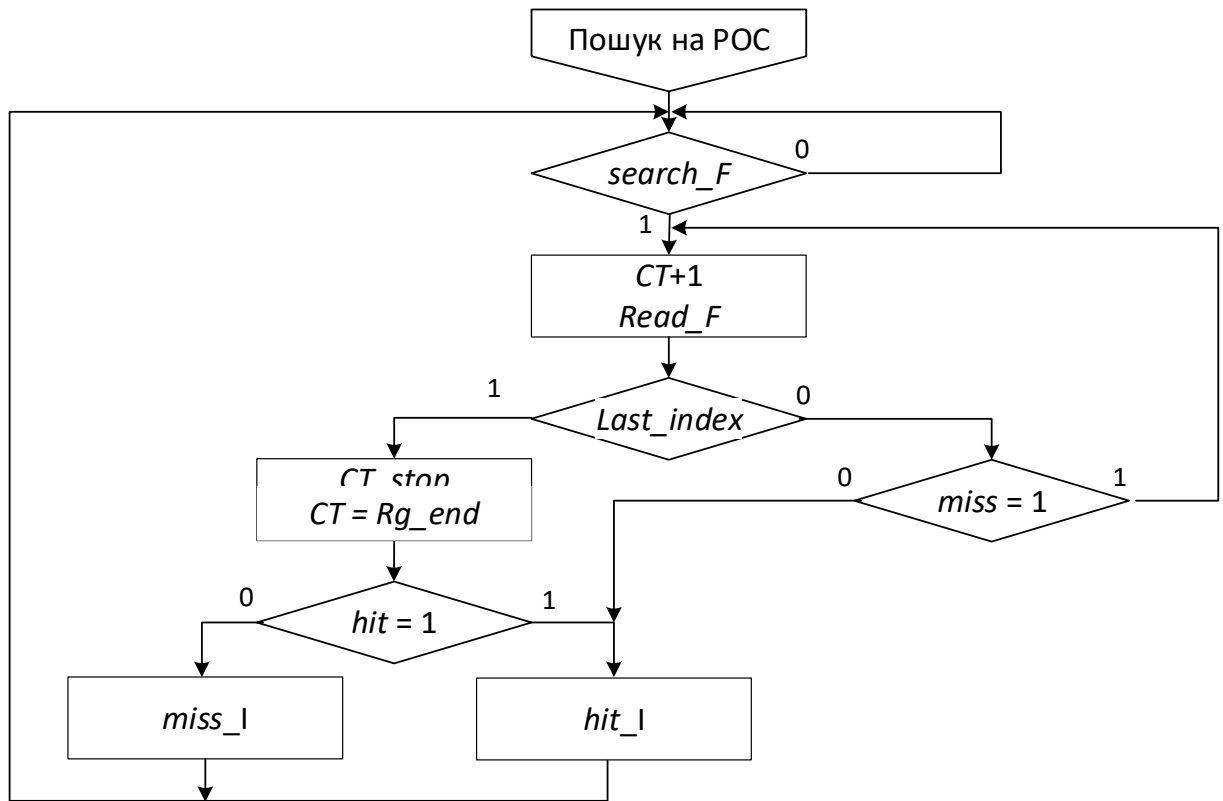 Пошук на РОС
0
search_F
1
CT+1
Read_F
1
0
Last_index
CT_stop
CT = Rg_end
0
1
miss = 1
0
1
hit = 1
miss_I
hit_I